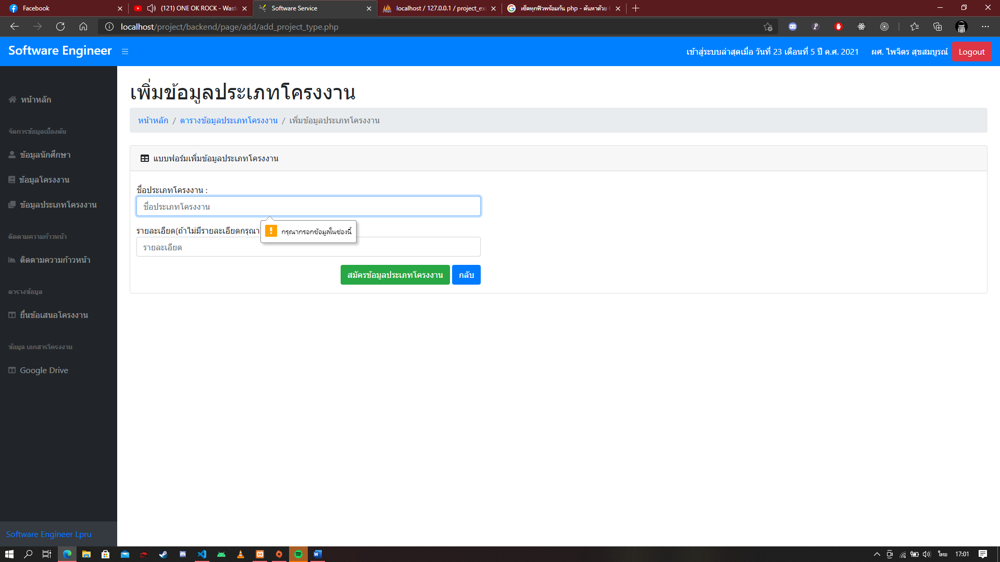 Facebook
(121) ONE OK ROCK - Wast
Software Service
localhost / 127.0.0.1 / project_ex
เช็คทุกฟิวพร้อมกัน php - ค้นหาด้วย
localhost/project/backend/page/add/add_project_type.php
Software Engineer
เข้าสู่ระบบล่าสุดเมื่อ วันที่ 23 เดือนที่ 5 ปี ค.ศ. 2021
ผศ. ไพจิตร สุขสมบูรณ์
Logout
หน้าหลัก
จัดการข้อมูลเบื้องต้น
ข้อมูลนักศึกษา
ข้อมูลโครงงาน
ข้อมูลประเภทโครงงาน
ติดตามความก้าวหน้า
ติดตามความก้าวหน้า
ตารางข้อมูล
ยื่นข้อเสนอโครงงาน
ข้อมูล เอกสารโครงงาน
Google Drive
Software Engineer Lpru
เพิ่มข้อมูลประเภทโครงงาน
หน้าหลัก / ตารางข้อมูลประเภทโครงงาน / เพิ่มข้อมูลประเภทโครงงาน
แบบฟอร์มเพิ่มข้อมูลประเภทโครงงาน
ชื่อประเภทโครงงาน :
ชื่อประเภทโครงงาน
รายละเอียด(ถ้าไม่มีรายละเอียดกรุณา
กรุณากรอกข้อมูลในช่องนี้
รายละเอียด
สมัครข้อมูลประเภทโครงงาน
กลับ
ไทย
17:01